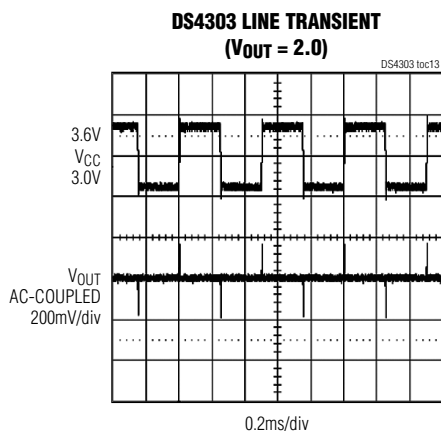 DS4303 LINE TRANSIENT
(VOUT = 2.0)
DS4303 toc13
3.6V
VCC
3.0V
VOUT
AC-COUPLED
200mV/div
0.2ms/div